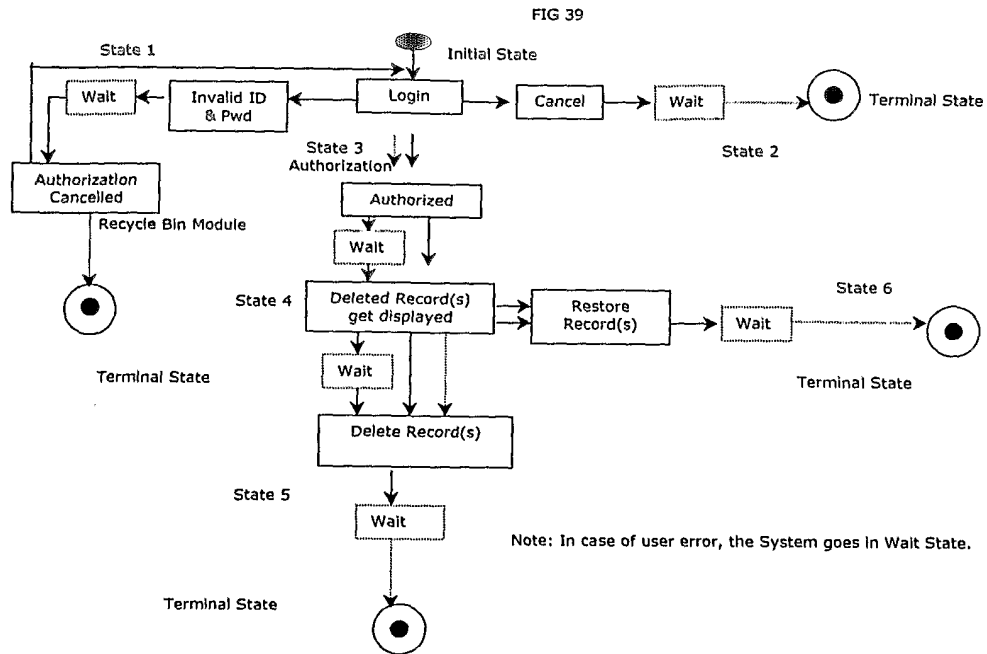 FIG 39
State 1
Initial State
Wait
Invalid ID
& Pwd
Login
Cancel
Wait
Terminal State
State 3
Authorization
State 2
Authorization
Cancelled
Authorized
Recycle Bin Module
Wait
State 4
Deleted Record(s)
get displayed
Restore
Record(s)
State 6
Wait
Wait
Terminal State
Terminal State
Delete Record(s)
State 5
Wait
Note: In case of user error, the System goes in Wait State.
Terminal State